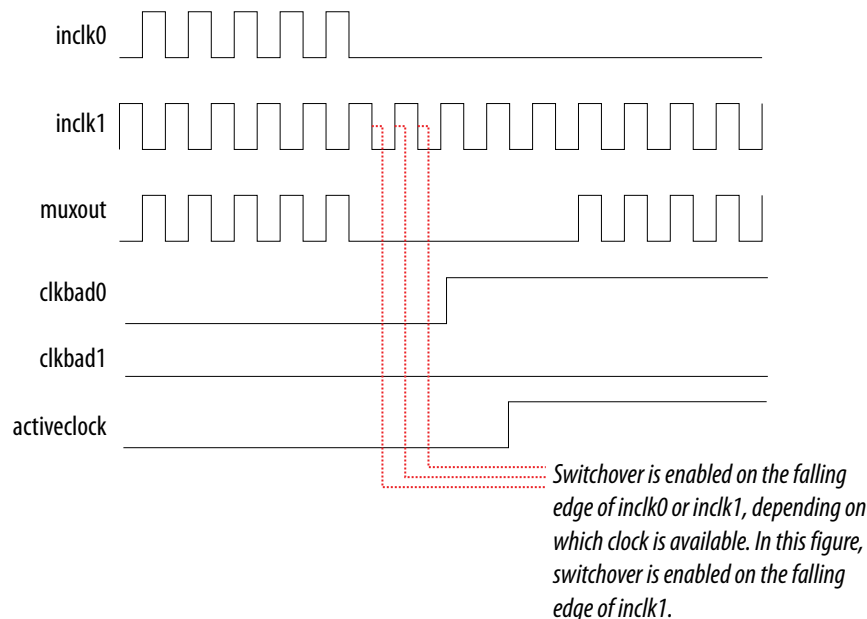 inclk0
inclk1
muxout
clkbad0
clkbad1
activeclock
Switchover is enabled on the falling
edge of inclk0 or inclk1, depending on
which clock is available. In this figure,
switchover is enabled on the falling
edge of inclk1.